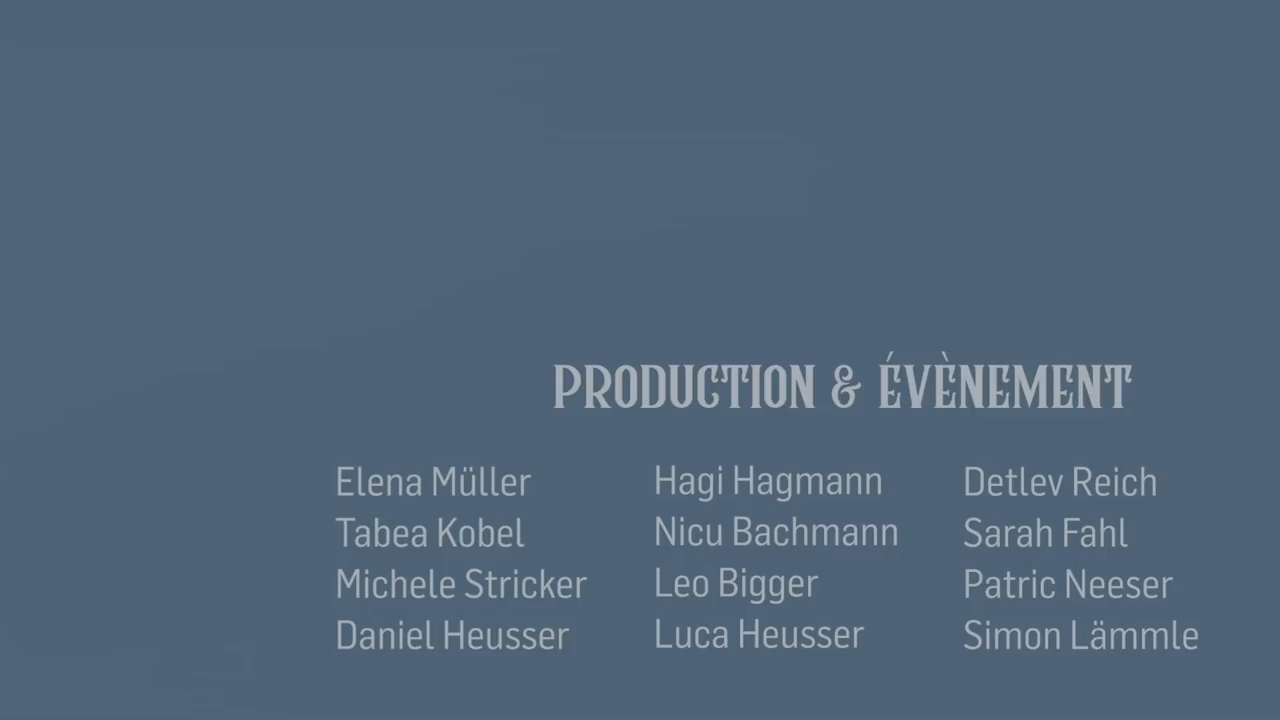 PRODUCTION & ÉVÈNEMENT
Elena Müller
Tabea Kobel
Michele Stricker
Daniel Heusser
Hagi Hagmann
Nicu Bachmann
Leo Bigger
Luca Heusser
Detlev Reich
Sarah Fahl
Patric Neeser
Simon Lämmle